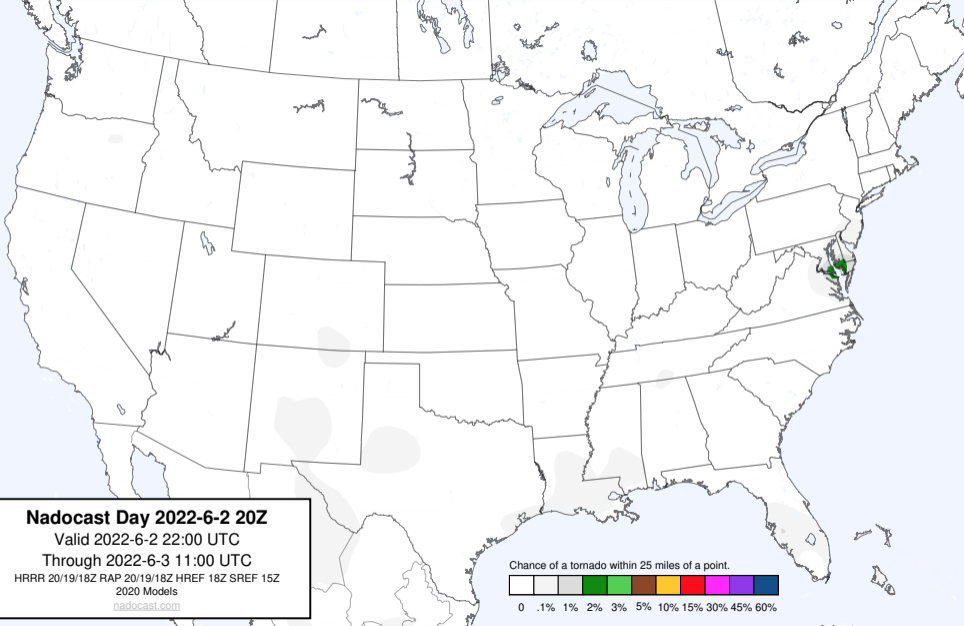 Nadocast Day 2022-6-2 20Z
Valid 2022-6-2 22:00 UTC
Through 2022-6-3 11:00 UTC
HRRR 20/19/18Z RAP 20/19/18Z HREF 18Z SREF 15Z
2020 Models
nadocast.com
Chance of a tornado within 25 miles of a point.
0 .1% 1% 2% 3% 5% 10% 15% 30% 45% 60%